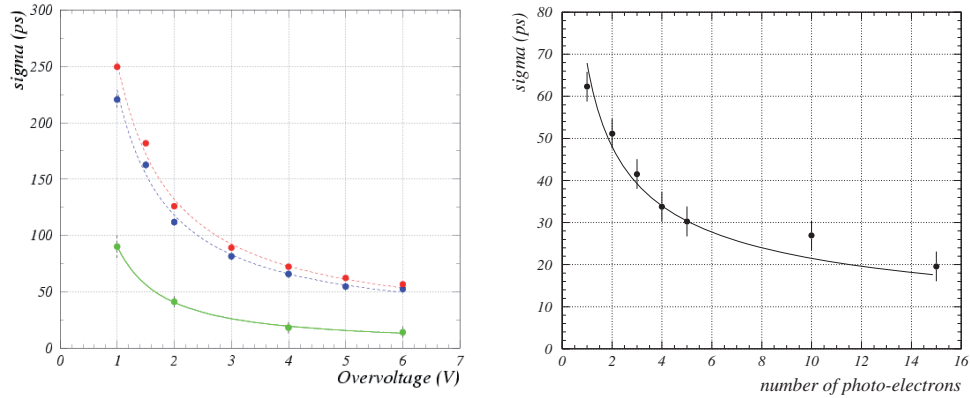 sigma (ps)
300
250
200
150
100
50
0
0 1 2 3 4 5 6 7
Overvoltage (V)
sigma (ps)
80
70
60
50
40
30
20
10
0
0 2 4 6 8 10 12 14 16
number of photo-electrons